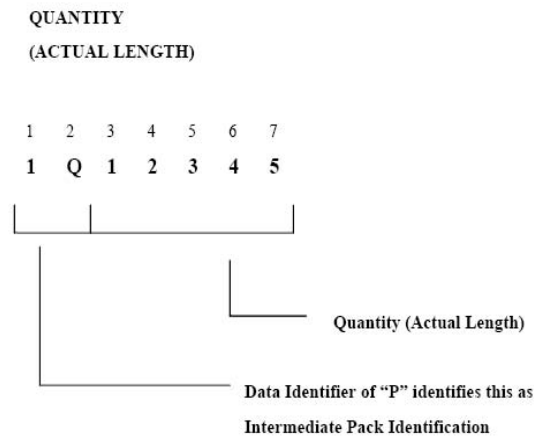 QUANTITY
(ACTUAL LENGTH)
1 2 3 4 5 6 7
1 Q 1 2 3 4 5
Quantity (Actual Length)
Data Identifier of “P” identifies this as
Intermediate Pack Identification